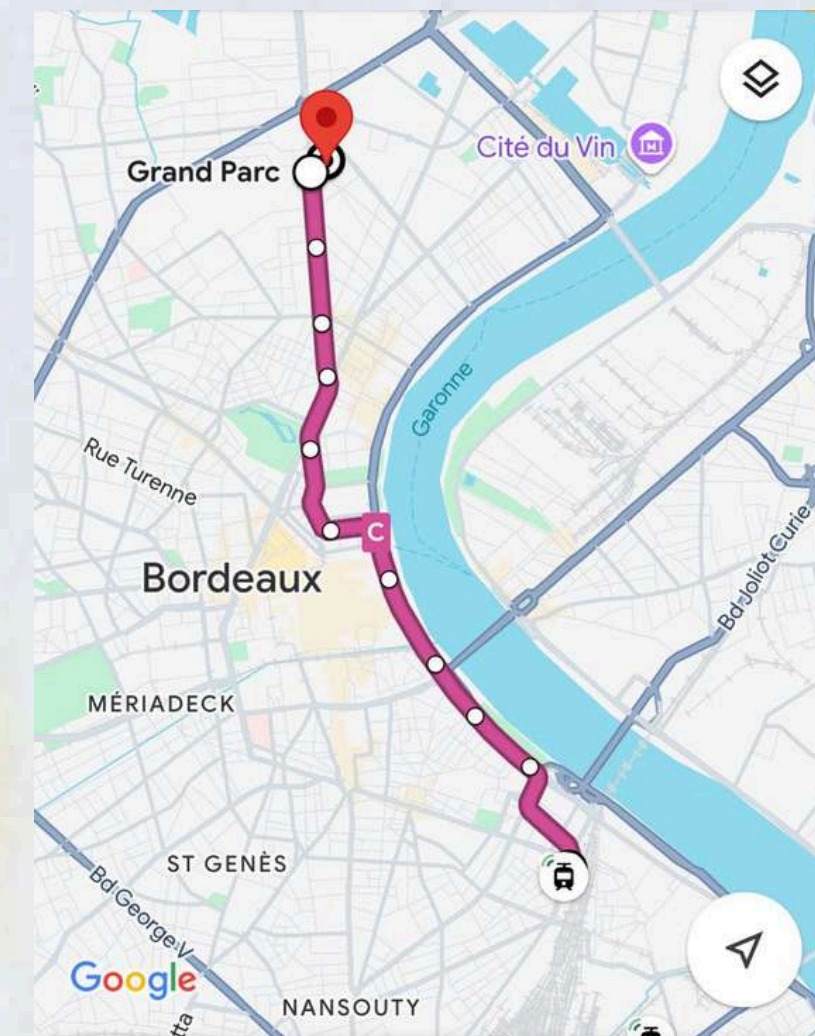 Cité du Vin
M
Grand Parc
Garonne
Rue Turenne
C
Bordeaux
Bd Joliot Curie
MÉRIADECK
ST GENÈS
Bd George V
Google
NANSOUTY
tta